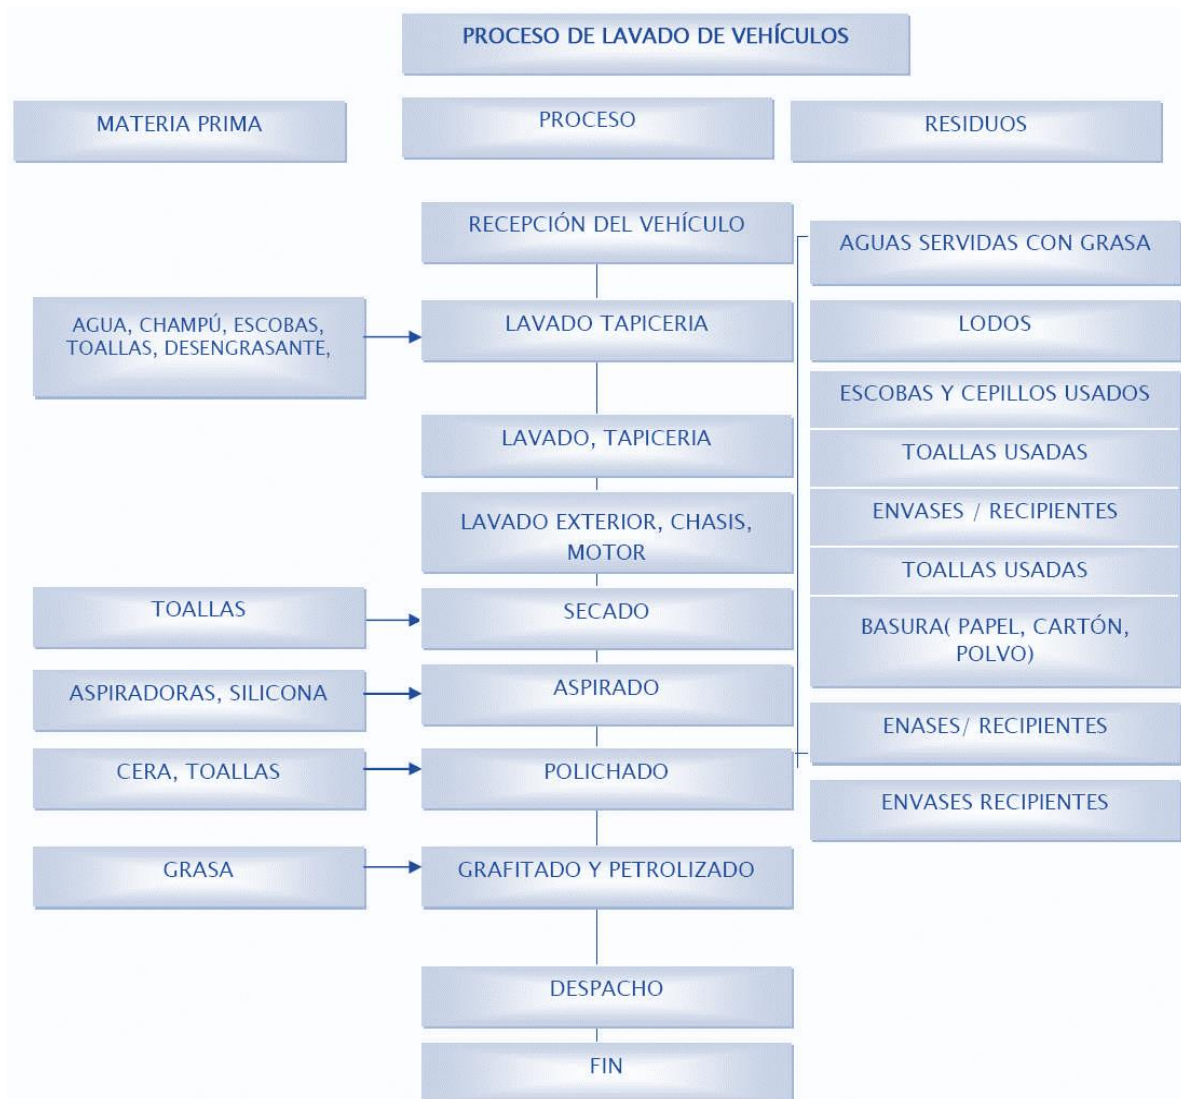 PROCESO DE LAVADO DE VEHÍCULOS
MATERIA PRIMA
PROCESO
RESIDUOS
RECEPCIÓN DEL VEHÍCULO
AGUAS SERVIDAS CON GRASA
AGUA, CHAMPÚ, ESCOBAS,
TOALLAS, DESENGRASANTE,
LAVADO TAPICERIA
LODOS
ESCOBAS Y CEPILLOS USADOS
LAVADO, TAPICERIA
TOALLAS USADAS
LAVADO EXTERIOR, CHASIS,
MOTOR
ENVASES / RECIPIENTES
TOALLAS USADAS
TOALLAS
SECADO
BASURA( PAPEL, CARTÓN,
POLVO)
ASPIRADORAS, SILICONA
ASPIRADO
ENASES/ RECIPIENTES
CERA, TOALLAS
POLICHADO
ENVASES RECIPIENTES
GRASA
GRAFITADO Y PETROLIZADO
DESPACHO
FIN